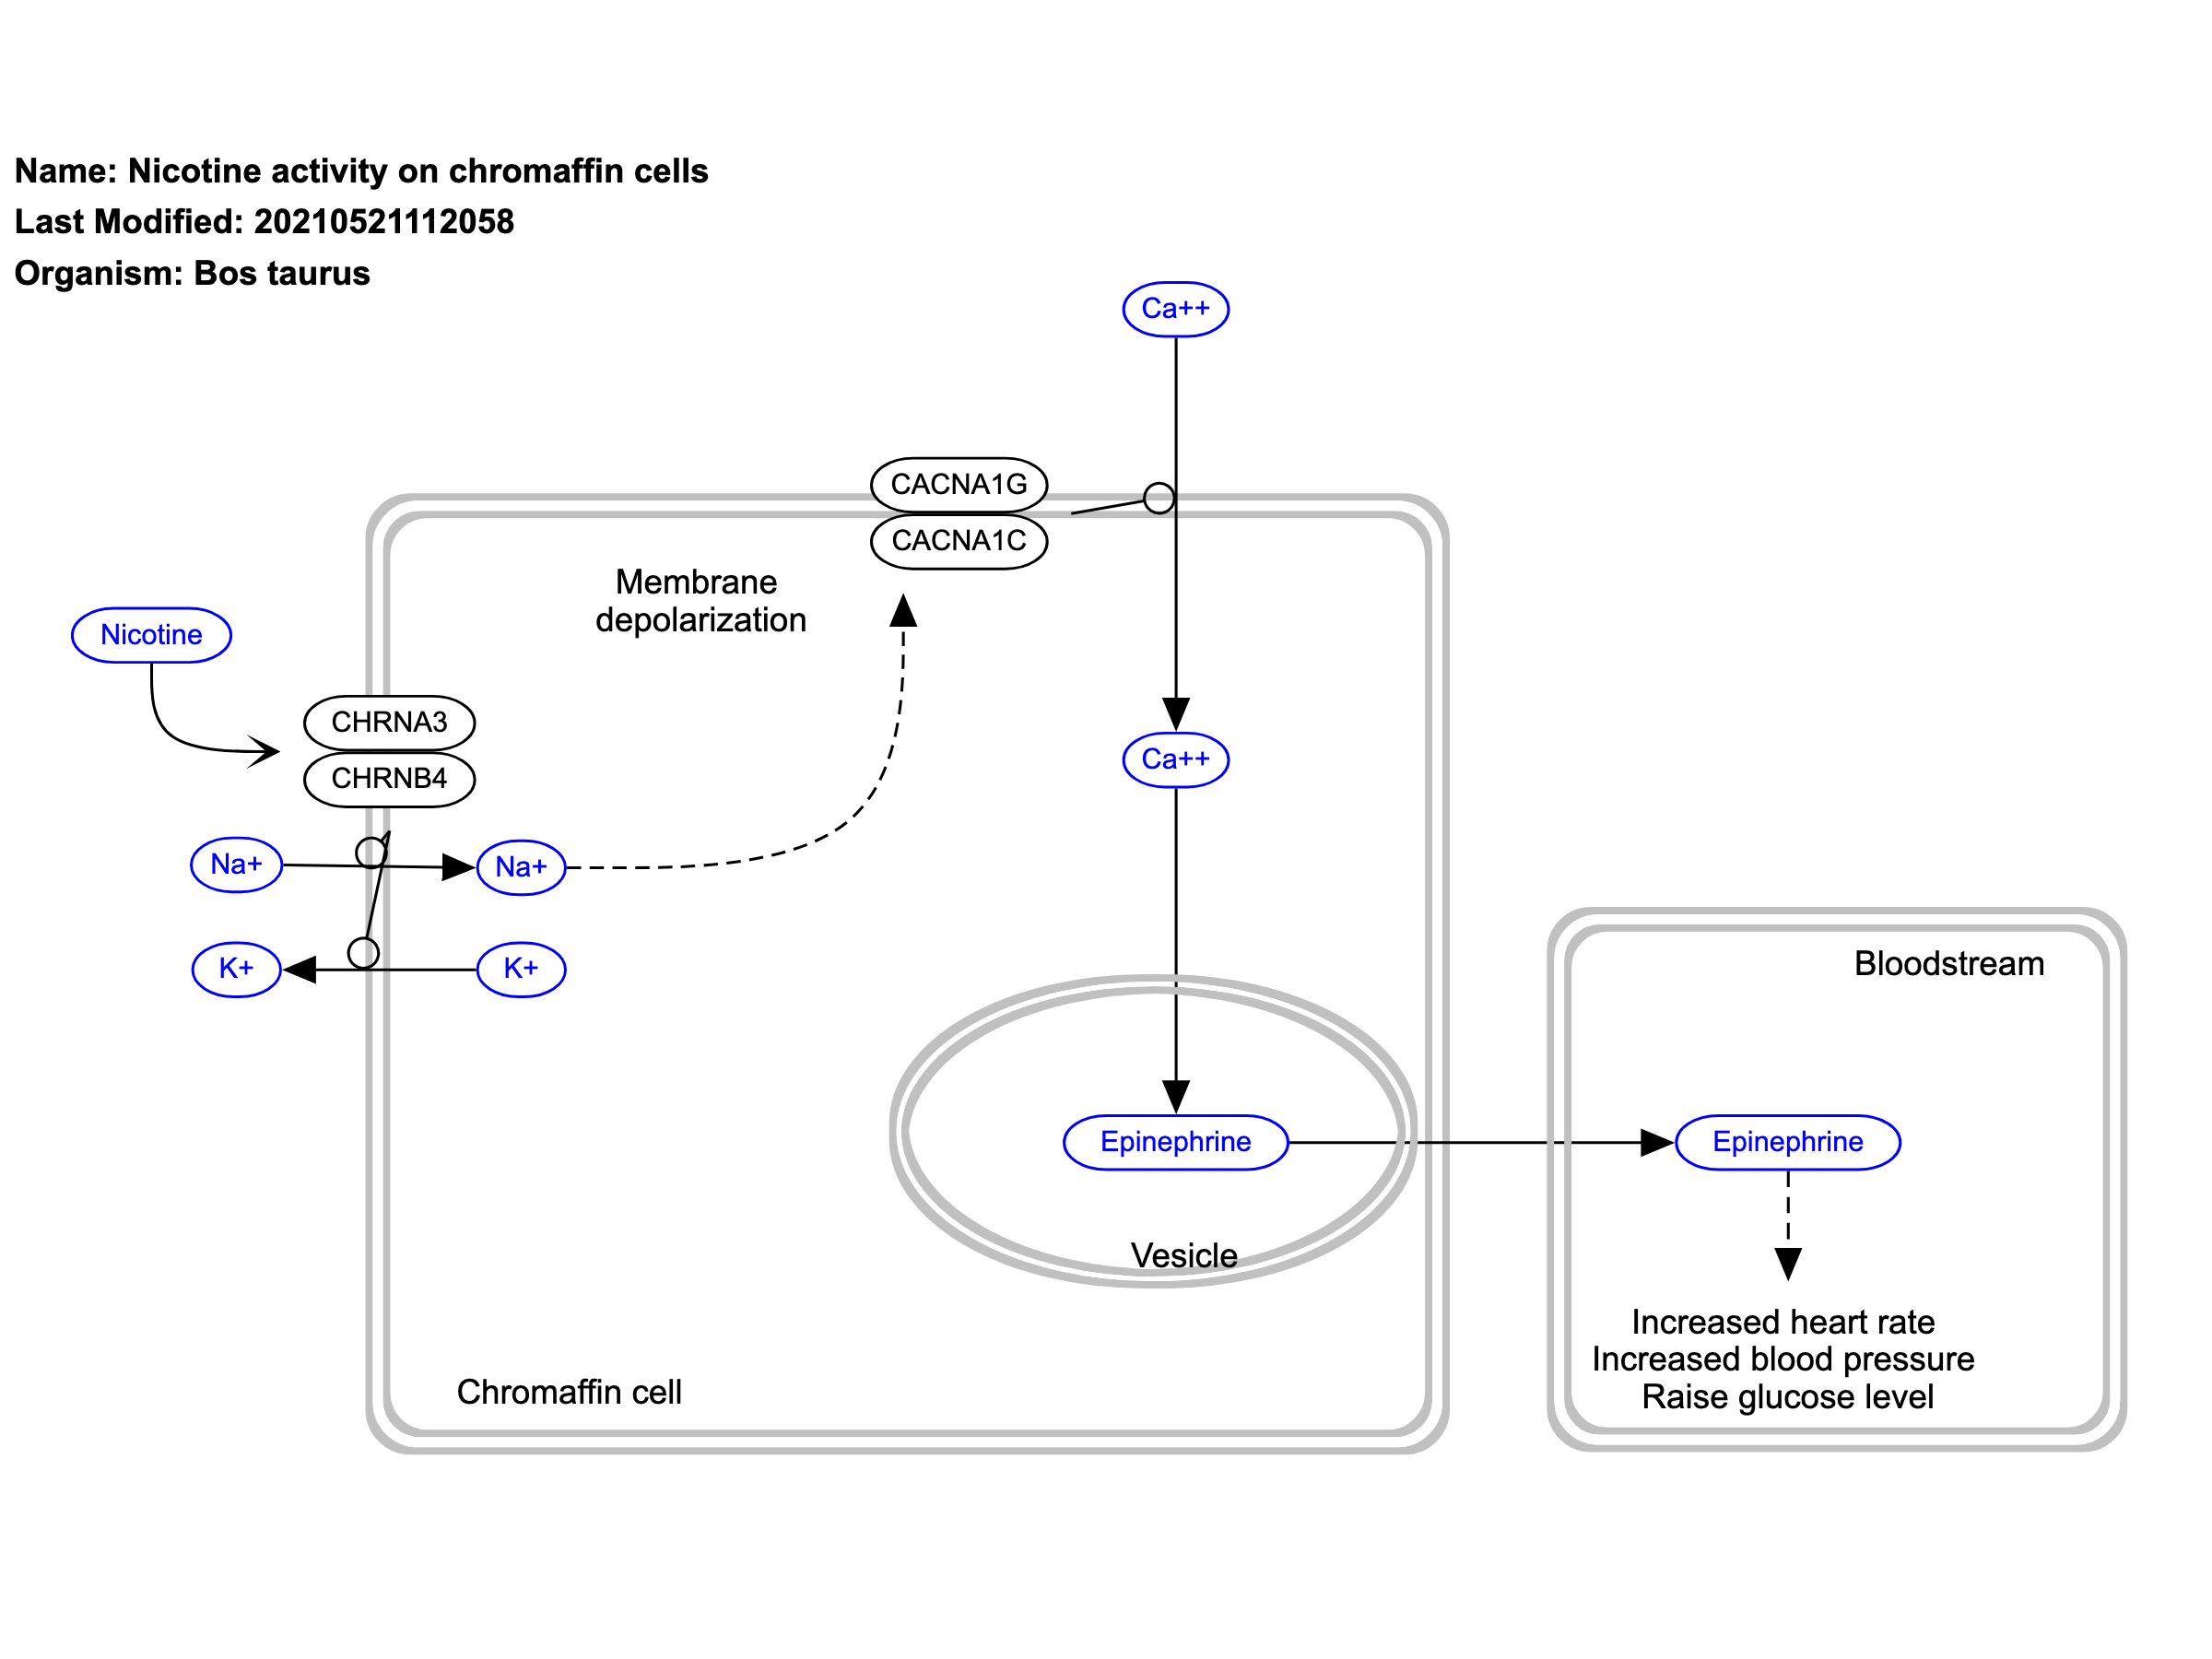 Name: Nicotine activity on chromaffin cells
Last Modified: 20210521112058
Organism: Bos taurus
Ca++
CACNA1G
CACNA1C
Membrane
depolarization
Nicotine
CHRNA3
CHRNB4
Ca++
Na+
Na+
K+
K+
Bloodstream
Epinephrine
Epinephrine
Vesicle
Increased heart rate
Increased blood pressure
Raise glucose level
Chromaffin cell